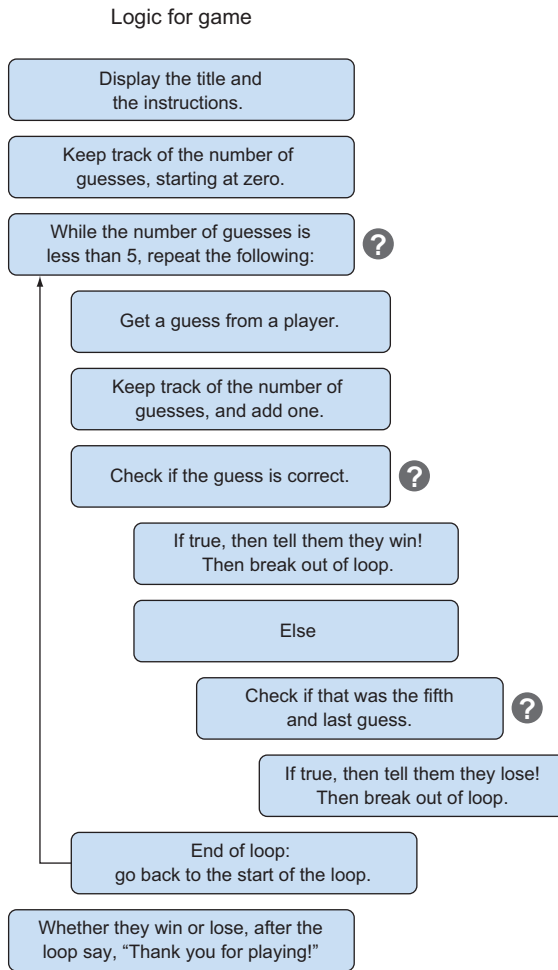 Logic for game
Display the title and
the instructions.
Keep track of the number of
guesses, starting at zero.
While the number of guesses is
less than 5, repeat the following:
?
Get a guess from a player.
Keep track of the number of
guesses, and add one.
Check if the guess is correct.
?
If true, then tell them they win!
Then break out of loop.
Else
Check if that was the fifth
and last guess.
?
If true, then tell them they lose!
Then break out of loop.
End of loop:
go back to the start of the loop.
Whether they win or lose, after the
loop say, “Thank you for playing!”